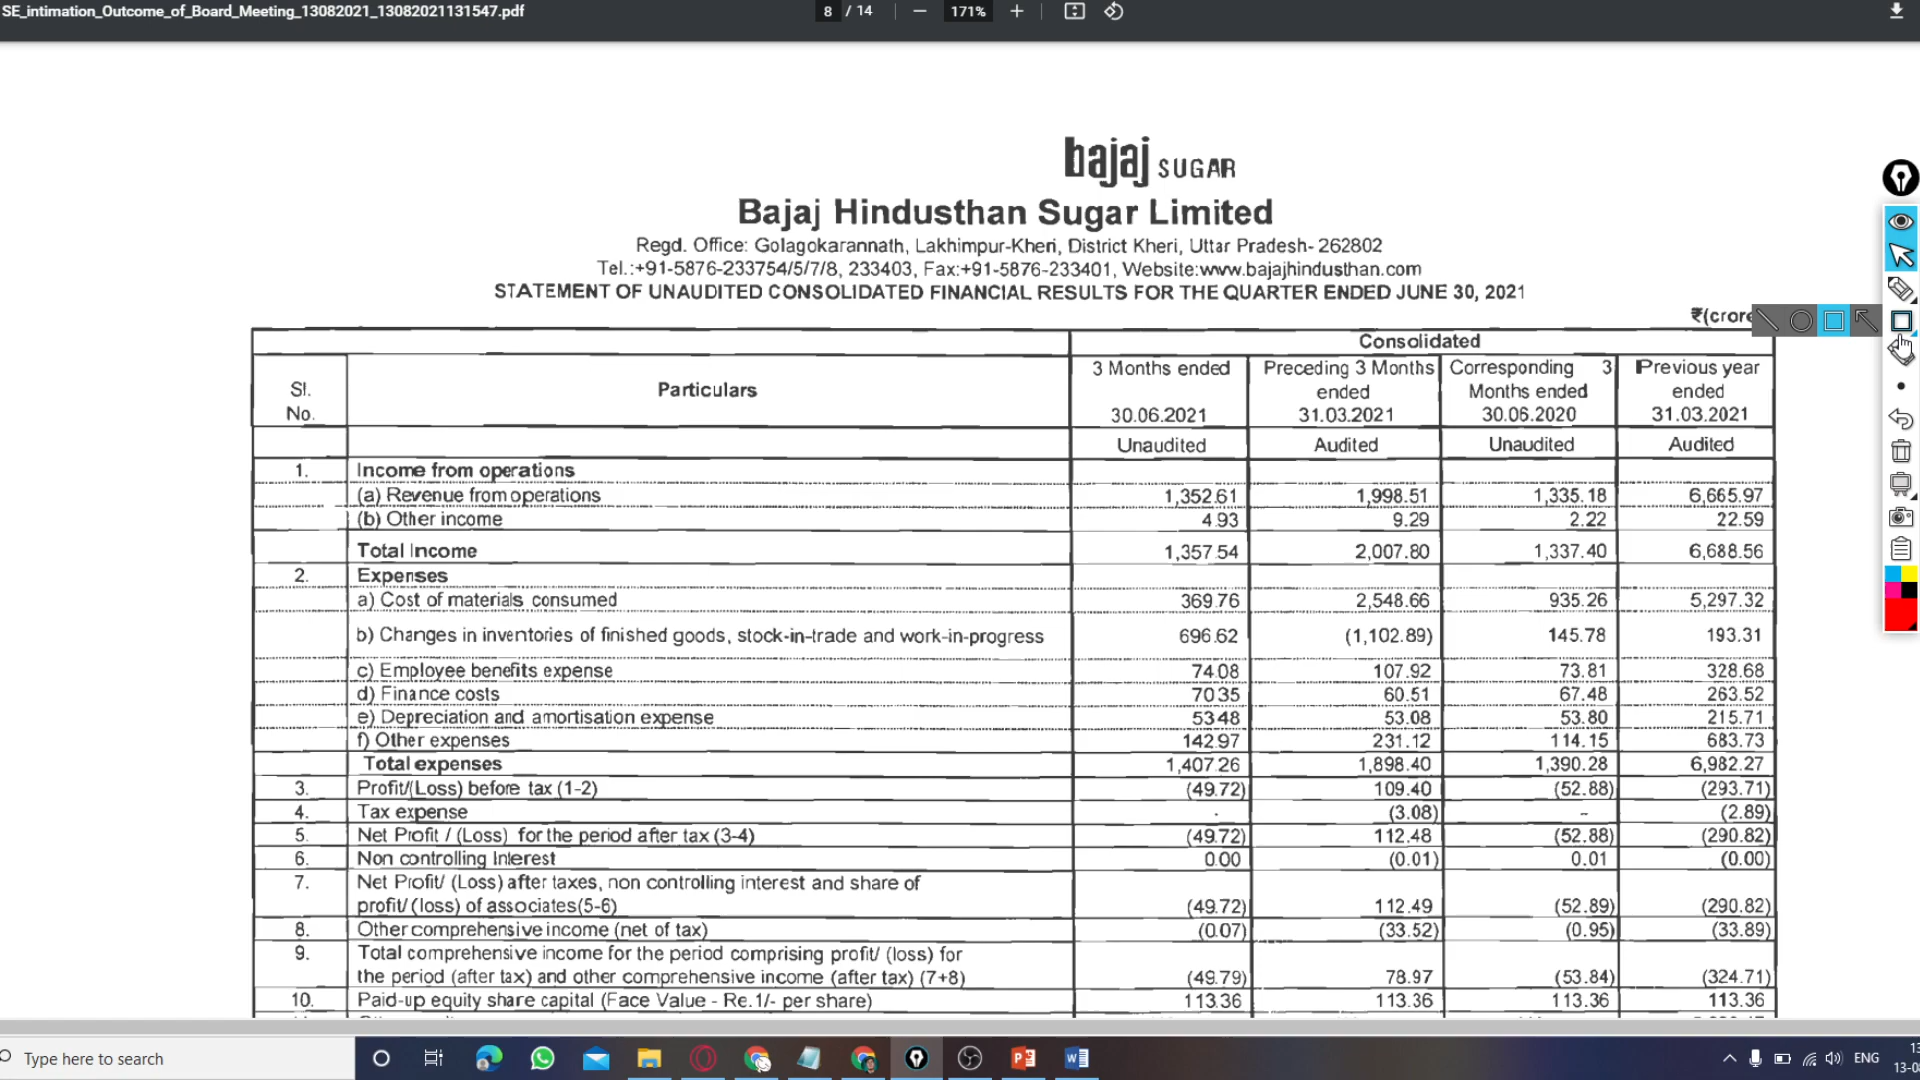 SE_intimation_Outcome_of_Board_Meeting_13082021_13082021131547.pdf 8 / 14 171%
bajaj SUGAR
Bajaj Hindusthan Sugar Limited
Regd. Office: Golagokarannath, Lakhimpur-Kheri, District Kheri, Uttar Pradesh- 262802
Tel.:+91-5876-233754/5/7/8, 233403, Fax:+91-5876-233401, Website:www.bajajhindusthan.com
STATEMENT OF UNAUDITED CONSOLIDATED FINANCIAL RESULTS FOR THE QUARTER ENDED JUNE 30, 2021
₹(crore
Consolidated
Sl. No. Particulars 3 Months ended 30.06.2021 Preceding 3 Months ended 31.03.2021 Corresponding 3 Months ended 30.06.2020 Previous year ended 31.03.2021
Unaudited Audited Unaudited Audited
1. Income from operations
(a) Revenue from operations 1,352.61 1,998.51 1,335.18 6,665.97
(b) Other income 4.93 9.29 2.22 22.59
Total Income 1,357.54 2,007.80 1,337.40 6,688.56
2. Expenses
a) Cost of materials consumed 369.76 2,548.66 935.26 5,297.32
b) Changes in inventories of finished goods, stock-in-trade and work-in-progress 696.62 (1,102.89) 145.78 193.31
c) Employee benefits expense 74.08 107.92 73.81 328.68
d) Finance costs 70.35 60.51 67.48 263.52
e) Depreciation and amortisation expense 53.48 53.08 53.80 215.71
f) Other expenses 142.97 231.12 114.15 683.73
Total expenses 1,407.26 1,898.40 1,390.28 6,982.27
3. Profit/(Loss) before tax (1-2) (49.72) 109.40 (52.88) (293.71)
4. Tax expense - (3.08) - (2.89)
5. Net Profit / (Loss) for the period after tax (3-4) (49.72) 112.48 (52.88) (290.82)
6. Non controlling Interest 0.00 (0.01) 0.01 (0.00)
7. Net Profit/ (Loss) after taxes, non controlling interest and share of
profit/ (loss) of associates(5-6) (49.72) 112.49 (52.89) (290.82)
8. Other comprehensive income (net of tax) (0.07) (33.52) (0.95) (33.89)
9. Total comprehensive income for the period comprising profit/ (loss) for
the period (after tax) and other comprehensive income (after tax) (7+8) (49.79) 78.97 (53.84) (324.71)
10. Paid-up equity share capital (Face Value - Re.1/- per share) 113.36 113.36 113.36 113.36
Type here to search ENG